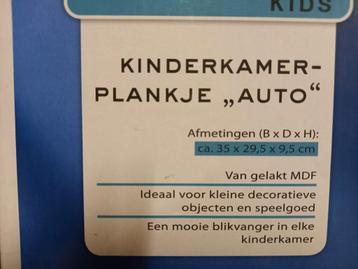 KIDS
KINDERKAMER-
PLANKJE „AUTO“
Afmetingen (B x D x H):
ca. 35 x 29,5 x 9,5 cm
Van gelakt MDF
Ideaal voor kleine decoratieve
objecten en speelgoed
Een mooie blikvanger in elke
kinderkamer